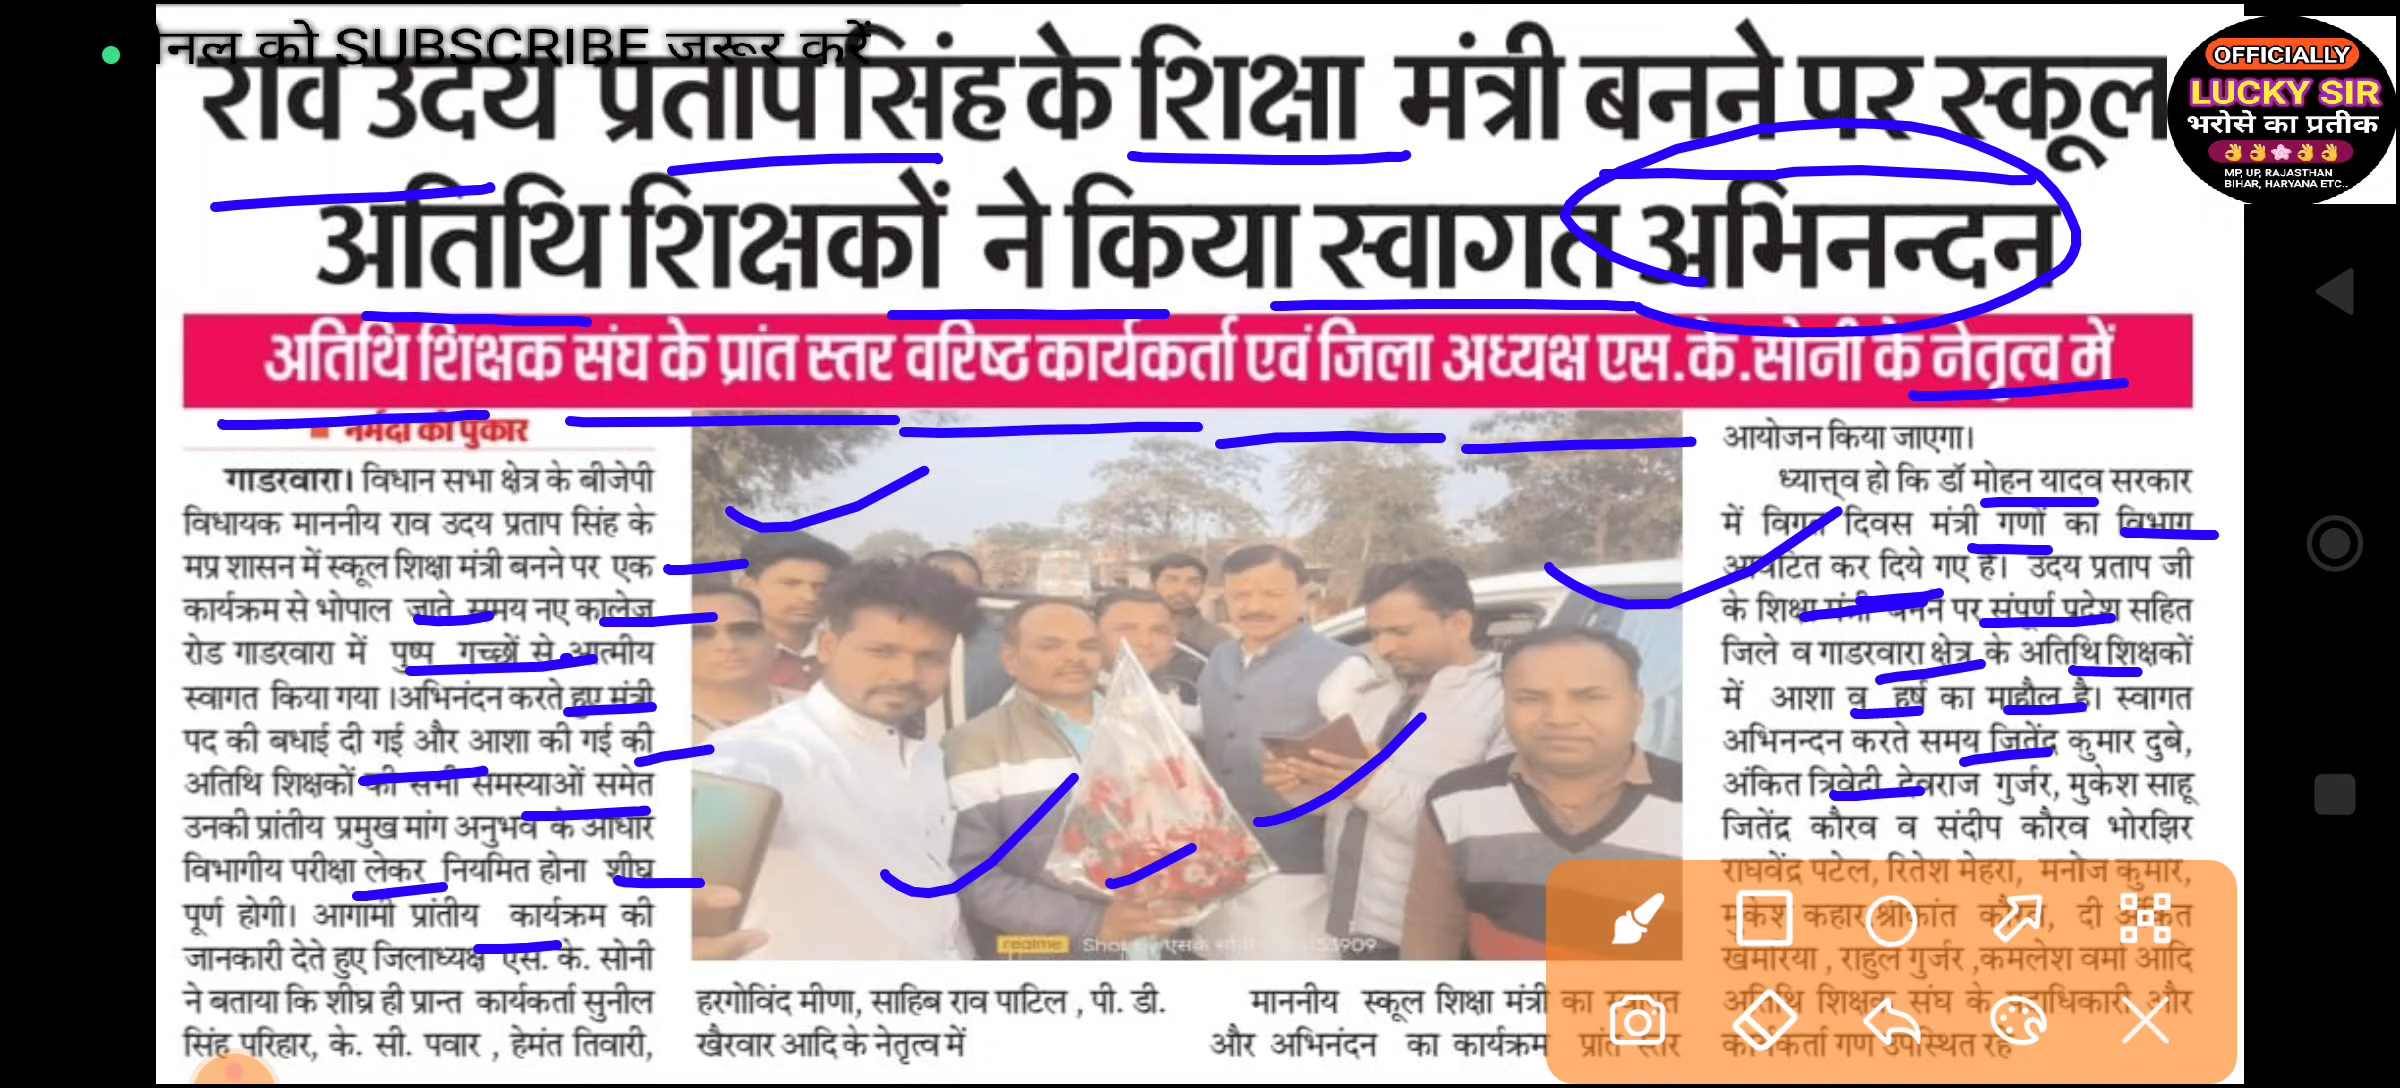 नल को SUBSCRIBE जरूर करें
राव उदय प्रताप सिंह के शिक्षा मंत्री बनने पर स्कूल
अतिथि शिक्षकों ने किया स्वागत अभिनन्दन
अतिथि शिक्षक संघ के प्रांत स्तर वरिष्ठ कार्यकर्ता एवं जिला अध्यक्ष एस.के.सोनी के नेतृत्व में
OFFICIALLY
LUCKY SIR
भरोसे का प्रतीक
MP, UP, RAJASTHAN
BIHAR, HARYANA ETC..
नर्मदा की पुकार
गाडरवारा। विधान सभा क्षेत्र के बीजेपी
विधायक माननीय राव उदय प्रताप सिंह के
मप्र शासन में स्कूल शिक्षा मंत्री बनने पर एक
कार्यक्रम से भोपाल जाते समय नए कालेज
रोड गाडरवारा में पुष्प गुच्छों से आत्मीय
स्वागत किया गया ।अभिनंदन करते हुए मंत्री
पद की बधाई दी गई और आशा की गई की
अतिथि शिक्षकों की सभी समस्याओं समेत
उनकी प्रांतीय प्रमुख मांग अनुभव के आधार
विभागीय परीक्षा लेकर नियमित होना शीघ्र
पूर्ण होगी। आगामी प्रांतीय कार्यक्रम की
जानकारी देते हुए जिलाध्यक्ष एस. के. सोनी
ने बताया कि शीघ्र ही प्रान्त कार्यकर्ता सुनील
सिंह परिहार, के. सी. पवार , हेमंत तिवारी,
realme Shot एसके सोनी 153909
हरगोविंद मीणा, साहिब राव पाटिल , पी. डी.
खैरवार आदि के नेतृत्व में
माननीय स्कूल शिक्षा मंत्री का स्वागत
और अभिनंदन का कार्यक्रम प्रांत स्तर
आयोजन किया जाएगा।
ध्यात्त्व हो कि डॉ मोहन यादव सरकार
में विगत दिवस मंत्री गणों का विभाग
आवंटित कर दिये गए है। उदय प्रताप जी
के शिक्षा मंत्री बनने पर संपूर्ण प्रदेश सहित
जिले व गाडरवारा क्षेत्र के अतिथि शिक्षकों
में आशा व हर्ष का माहौल है। स्वागत
अभिनन्दन करते समय जितेंद्र कुमार दुबे,
अंकित त्रिवेदी देवराज गुर्जर, मुकेश साहू
जितेंद्र कौरव व संदीप कौरव भोरझिर
राघवेंद्र पटेल, रितेश मेहरा, मनोज कुमार,
मुकेश कहार,श्रीकांत कौरव, दी अंकित
खमरिया , राहुल गुर्जर ,कमलेश वर्मा आदि
अतिथि शिक्षक संघ के पदाधिकारी और
कार्यकर्ता गण उपस्थित रहे